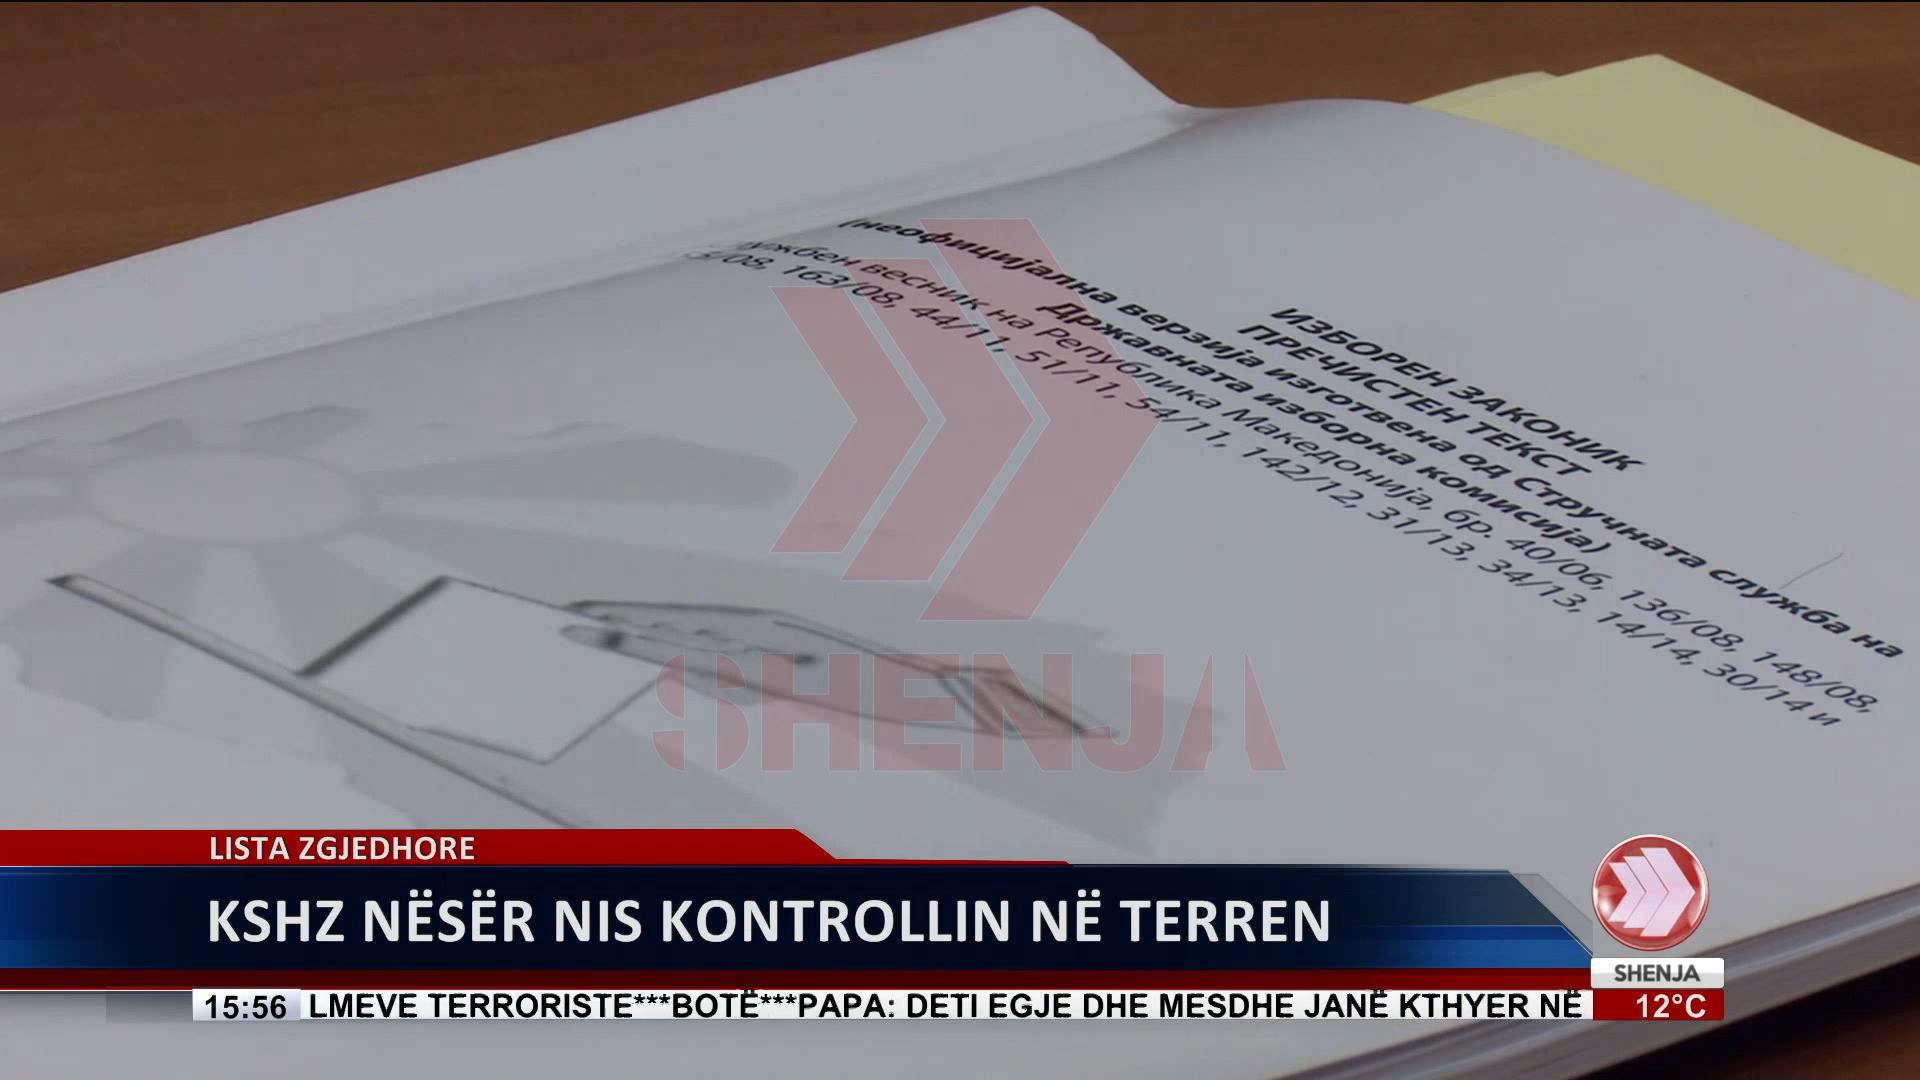 ИЗБОРЕН ЗАКОНИК
ПРЕЧИСТЕН ТЕКСТ
(неофицијална верзија изготвена од Стручната служба на
Државната изборна комисија)
весник на Република Македонија, бр. 40/06, 136/08, 148/08,
163/08, 44/11, 51/11, 54/11, 142/12, 31/13, 34/13, 14/14, 30/14 и
SHENJA
LISTA ZGJEDHORE
KSHZ NËSËR NIS KONTROLLIN NË TERREN
SHENJA
15:56 LMEVE TERRORISTE***BOTË***PAPA: DETI EGJE DHE MESDHE JANË KTHYER NË 12°C